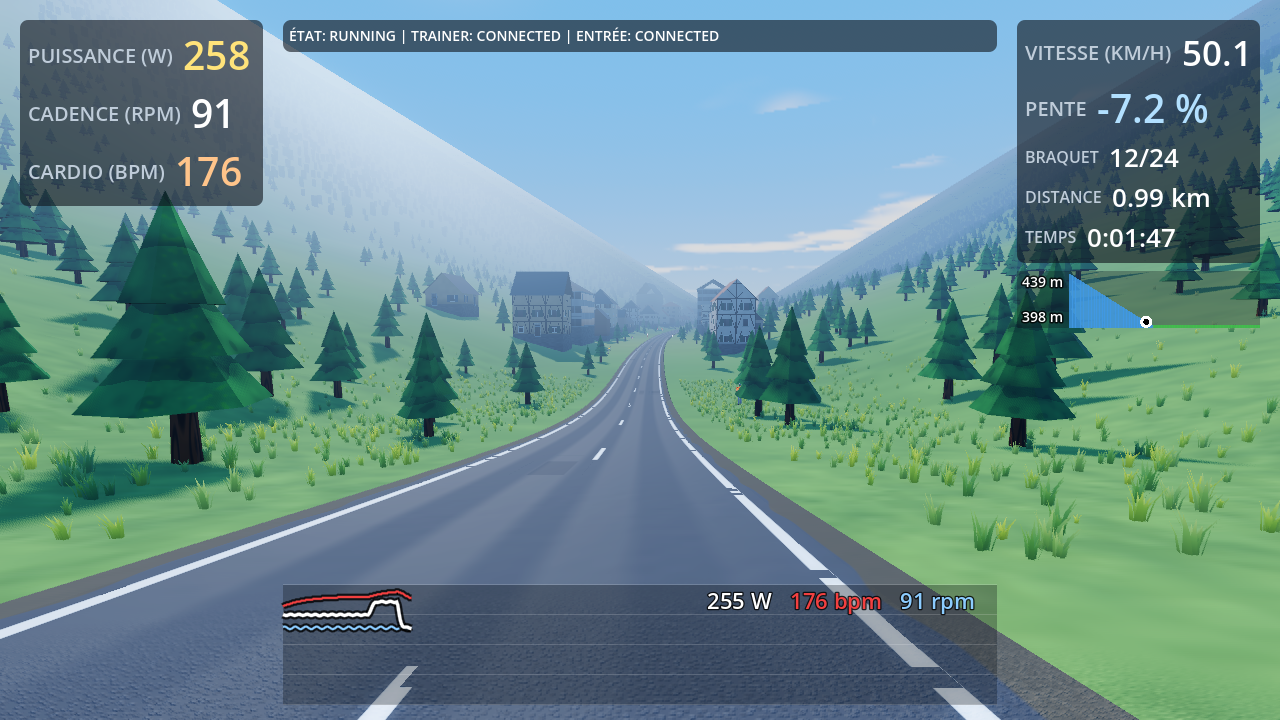 PUISSANCE (W) 258
CADENCE (RPM) 91
CARDIO (BPM) 176
ÉTAT: RUNNING | TRAINER: CONNECTED | ENTRÉE: CONNECTED
VITESSE (KM/H) 50.1
PENTE -7.2 %
BRAQUET 12/24
DISTANCE 0.99 km
TEMPS 0:01:47
439 m
398 m
255 W 176 bpm 91 rpm